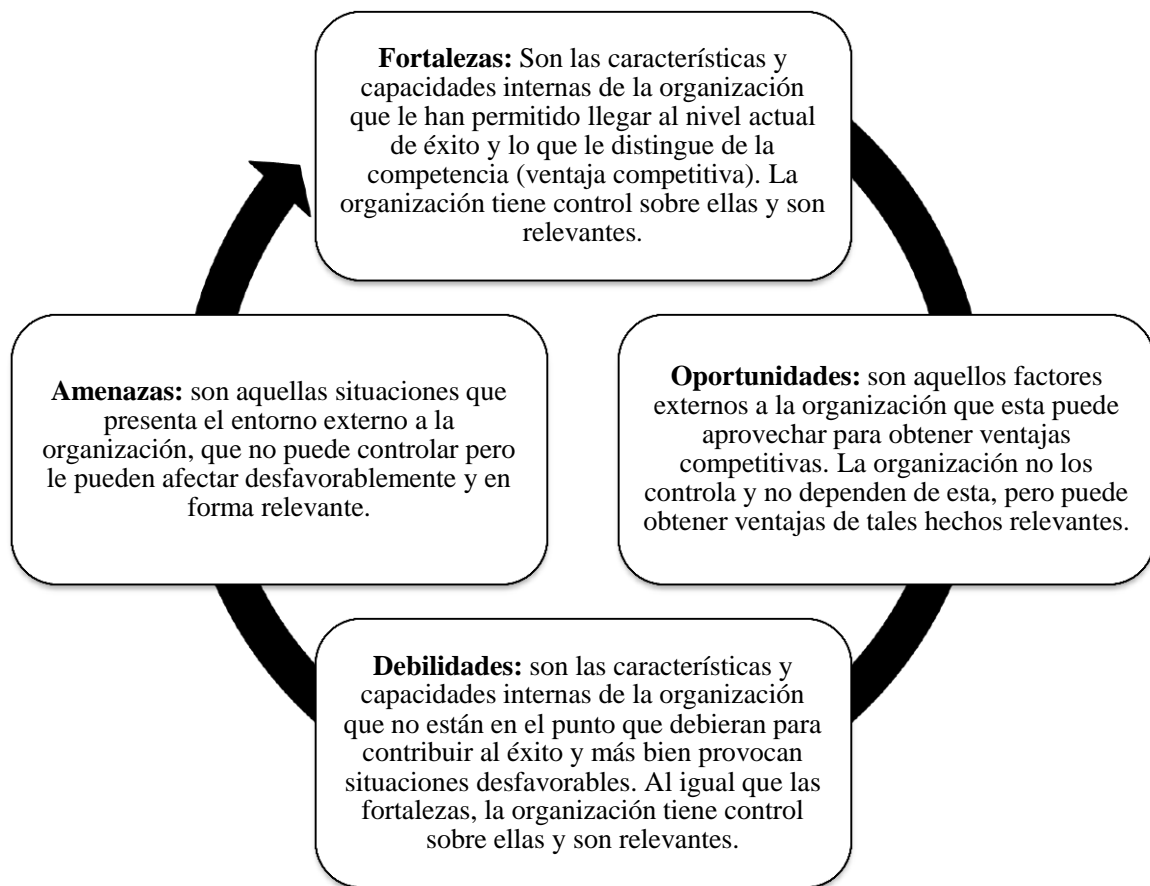 Fortalezas: Son las características y
capacidades internas de la organización
que le han permitido llegar al nivel actual
de éxito y lo que le distingue de la
competencia (ventaja competitiva). La
organización tiene control sobre ellas y son
relevantes.
Oportunidades: son aquellos factores
externos a la organización que esta puede
aprovechar para obtener ventajas
competitivas. La organización no los
controla y no dependen de esta, pero puede
obtener ventajas de tales hechos relevantes.
Debilidades: son las características y
capacidades internas de la organización
que no están en el punto que debieran para
contribuir al éxito y más bien provocan
situaciones desfavorables. Al igual que las
fortalezas, la organización tiene control
sobre ellas y son relevantes.
Amenazas: son aquellas situaciones que
presenta el entorno externo a la
organización, que no puede controlar pero
le pueden afectar desfavorablemente y en
forma relevante.